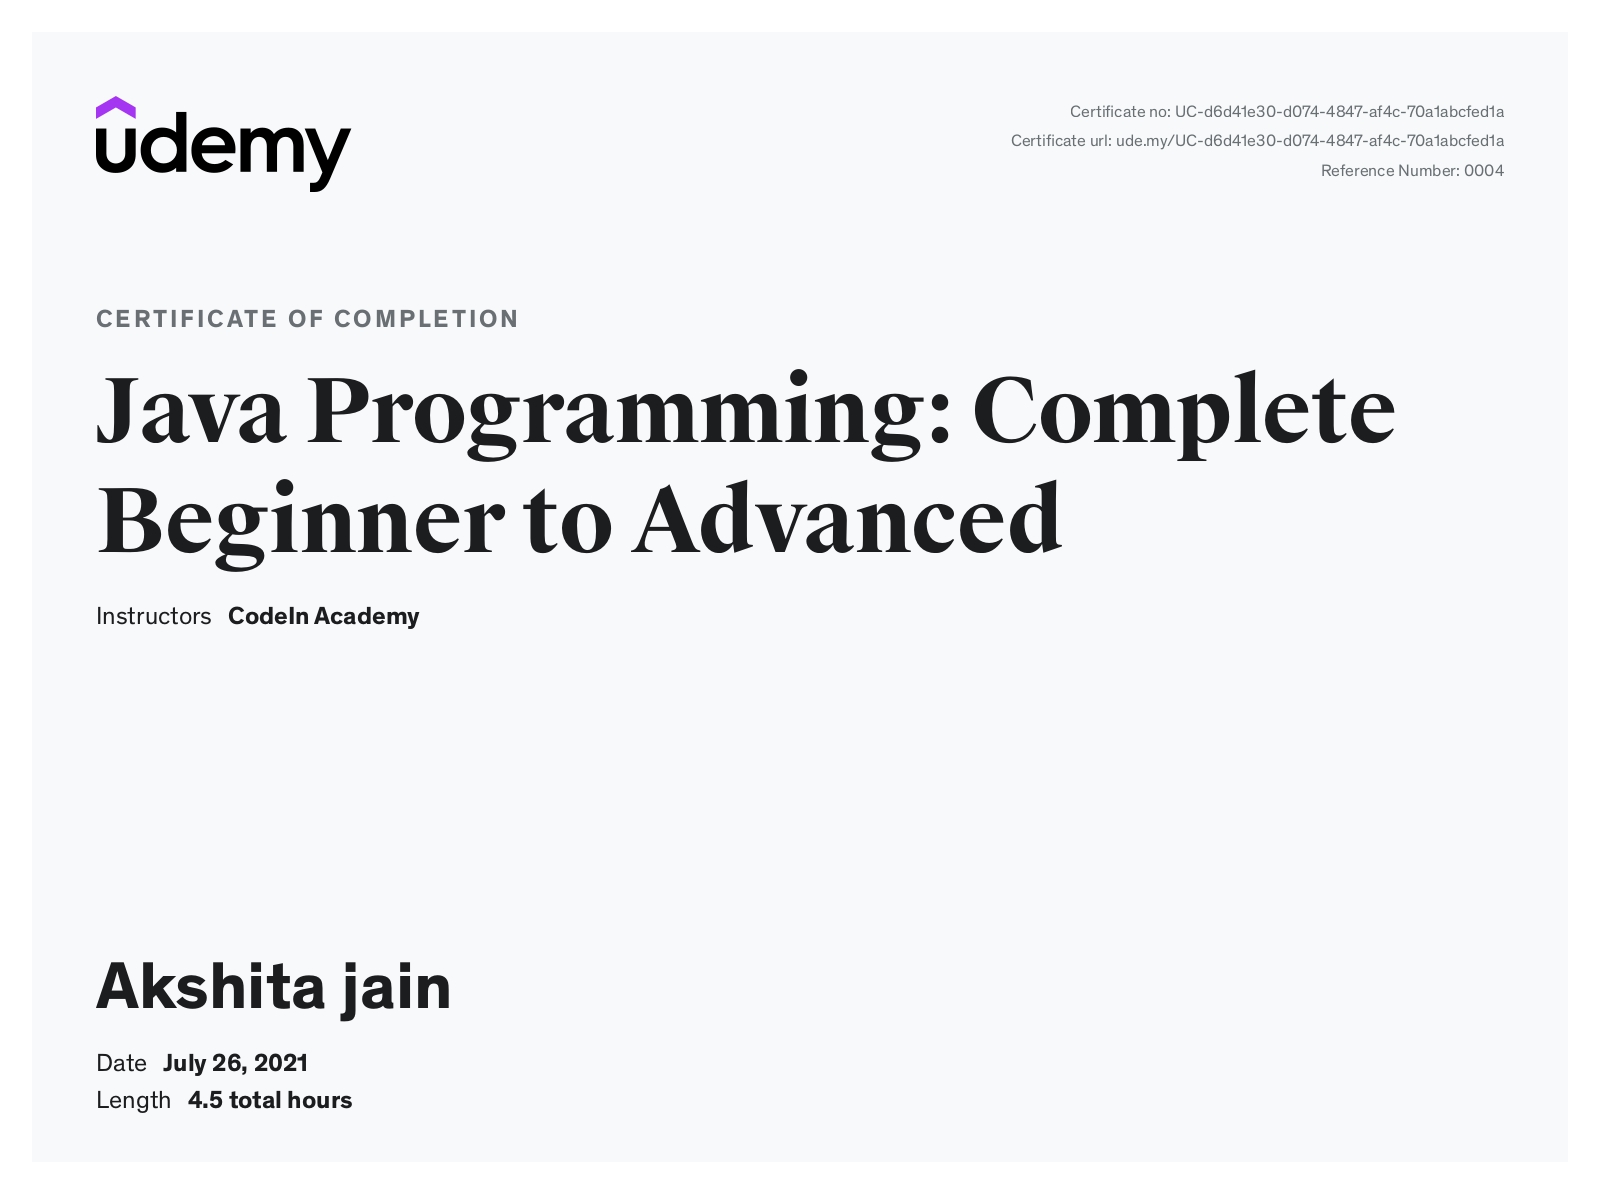 udemy
Certificate no: UC-d6d41e30-d074-4847-af4c-70a1abcfed1a
Certificate url: ude.my/UC-d6d41e30-d074-4847-af4c-70a1abcfed1a
Reference Number: 0004
CERTIFICATE OF COMPLETION
Java Programming: Complete
Beginner to Advanced
Instructors CodeIn Academy
Akshita jain
Date July 26, 2021
Length 4.5 total hours